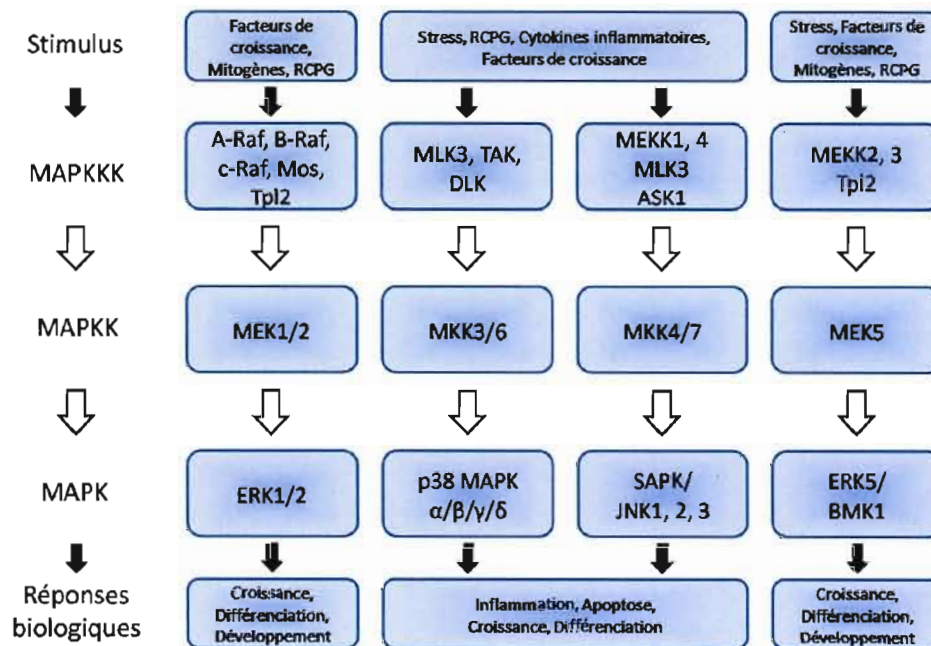 Stimulus
Facteurs de
croissance,
Mitogènes, RCPG
Stress, RCPG, Cytokines inflammatoires,
Facteurs de croissance
Stress, Facteurs de
croissance,
Mitogènes, RCPG
MAPKKK
A-Raf, B-Raf,
c-Raf, Mos,
Tpl2
MLK3, TAK,
DLK
MEKK1, 4
MLK3
ASK1
MEKK2, 3
Tpi2
MAPKK
MEK1/2
MKK3/6
MKK4/7
MEK5
MAPK
ERK1/2
p38 MAPK
α/β/γ/δ
SAPK/
JNK1, 2, 3
ERK5/
BMK1
Réponses
biologiques
Croissance,
Différenciation,
Développement
Inflammation, Apoptose,
Croissance, Différenciation
Croissance,
Différenciation,
Développement